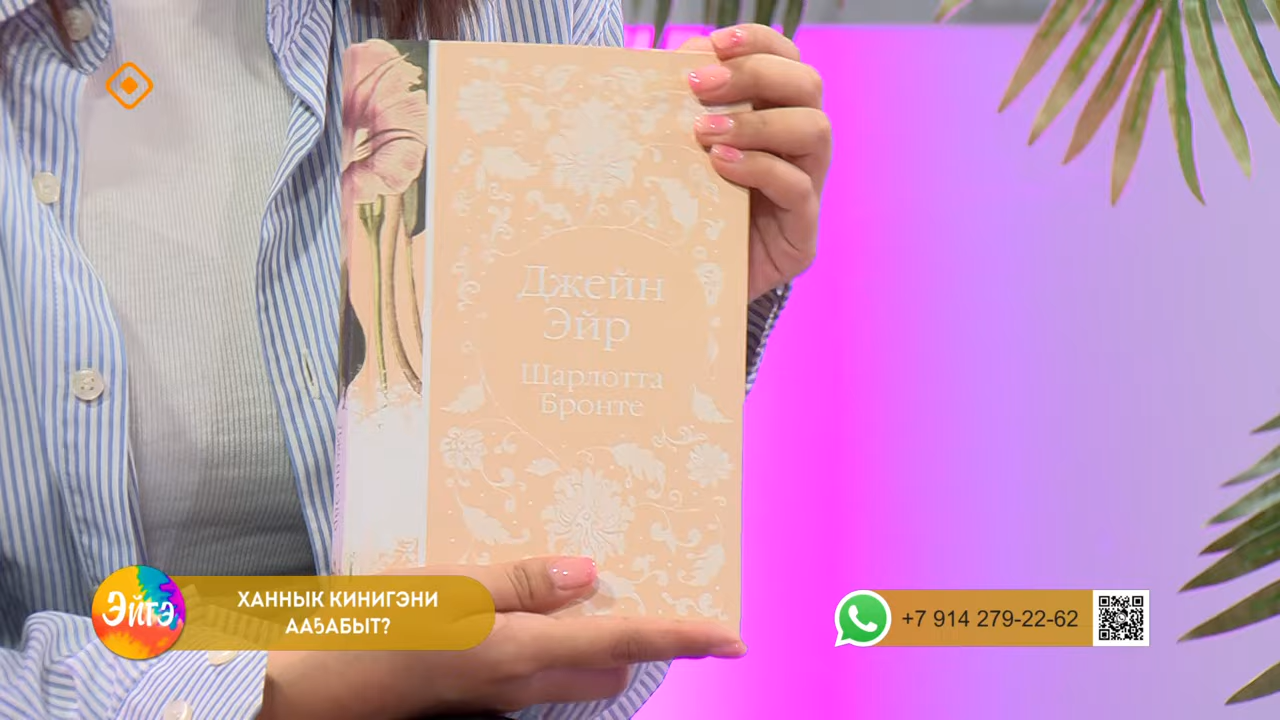 Джейн
Эйр
Шарлотта
Бронте
Эйгэ
ХАННЫК КИНИГЭНИ
ААҔАБЫТ?
+7 914 279-22-62